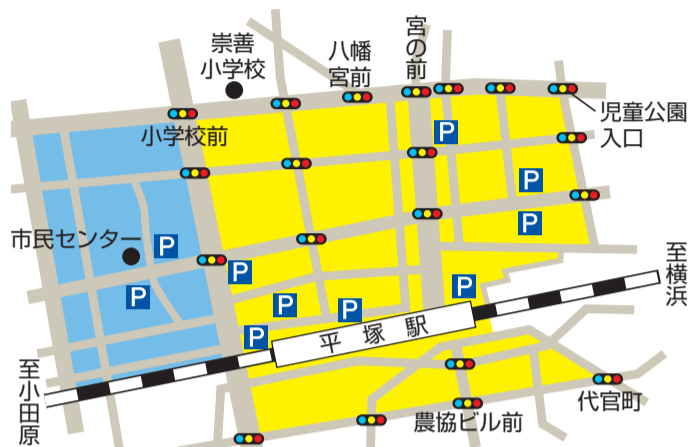 崇善
小学校
八幡
宮前
宮の前
小学校前
児童公園
入口
P
P
P
市民センター
P
P
P
P
P
P
P
至横浜
平塚駅
至小田原
代官町
農協ビル前